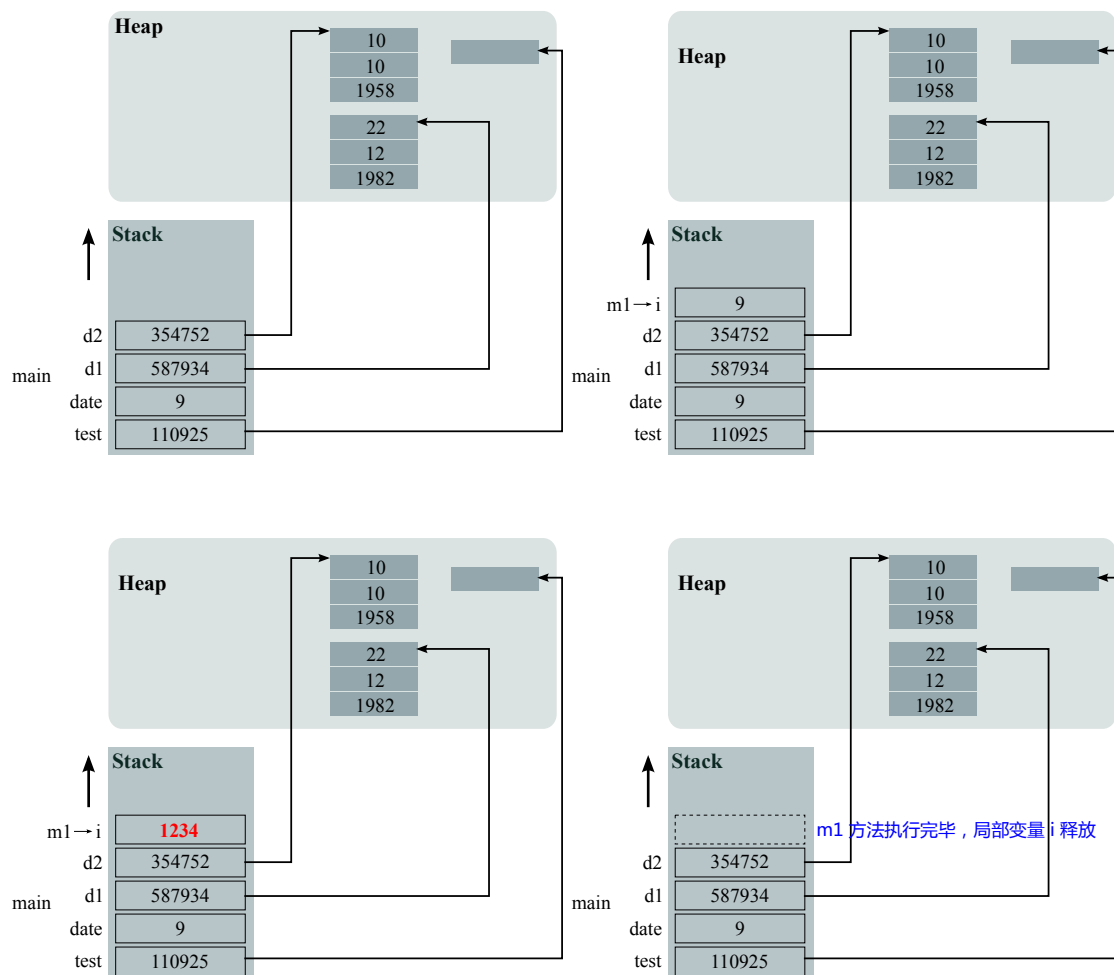 Heap
10
10
1958
22
12
1982
Stack
d2 354752
main d1 587934
date 9
test 110925
Heap
10
10
1958
22
12
1982
Stack
m1→i 9
d2 354752
main d1 587934
date 9
test 110925
Heap
10
10
1958
22
12
1982
Stack
m1→i 1234
d2 354752
main d1 587934
date 9
test 110925
Heap
10
10
1958
22
12
1982
Stack
m1 方法执行完毕，局部变量 i 释放
d2 354752
main d1 587934
date 9
test 110925